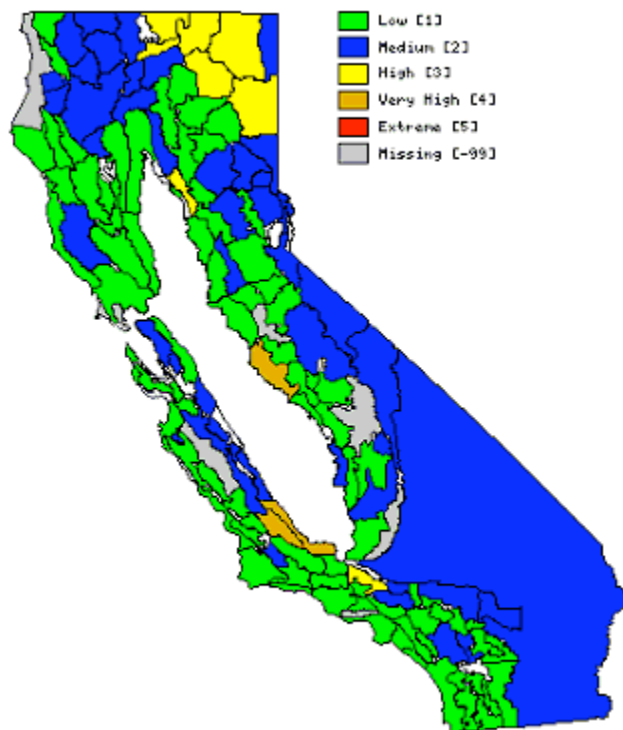 Low [1]
Medium [2]
High [3]
Very High [4]
Extreme [5]
Missing [-99]